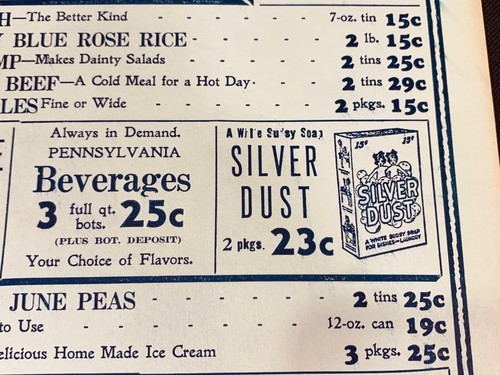 H—The Better Kind - - - - - 7-oz. tin 15c
Y BLUE ROSE RICE - - - - - 2 lb. 15c
MP—Makes Dainty Salads - - - - 2 tins 25c
BEEF—A Cold Meal for a Hot Day - - - 2 tins 29c
LES Fine or Wide - - - - - 2 pkgs. 15c
Always in Demand.
PENNSYLVANIA
Beverages
3 full qt. bots. 25c
(PLUS BOT. DEPOSIT)
Your Choice of Flavors.
A White Sudsy Soap
SILVER
DUST
2 pkgs. 23c
15¢ 15¢
SILVER
DUST
A WHITE SUDSY SOAP
FOR DISHES—LAUNDRY
JUNE PEAS - - - - - - 2 tins 25c
to Use - - - - - - 12-oz. can 19c
elicious Home Made Ice Cream 3 pkgs. 25c